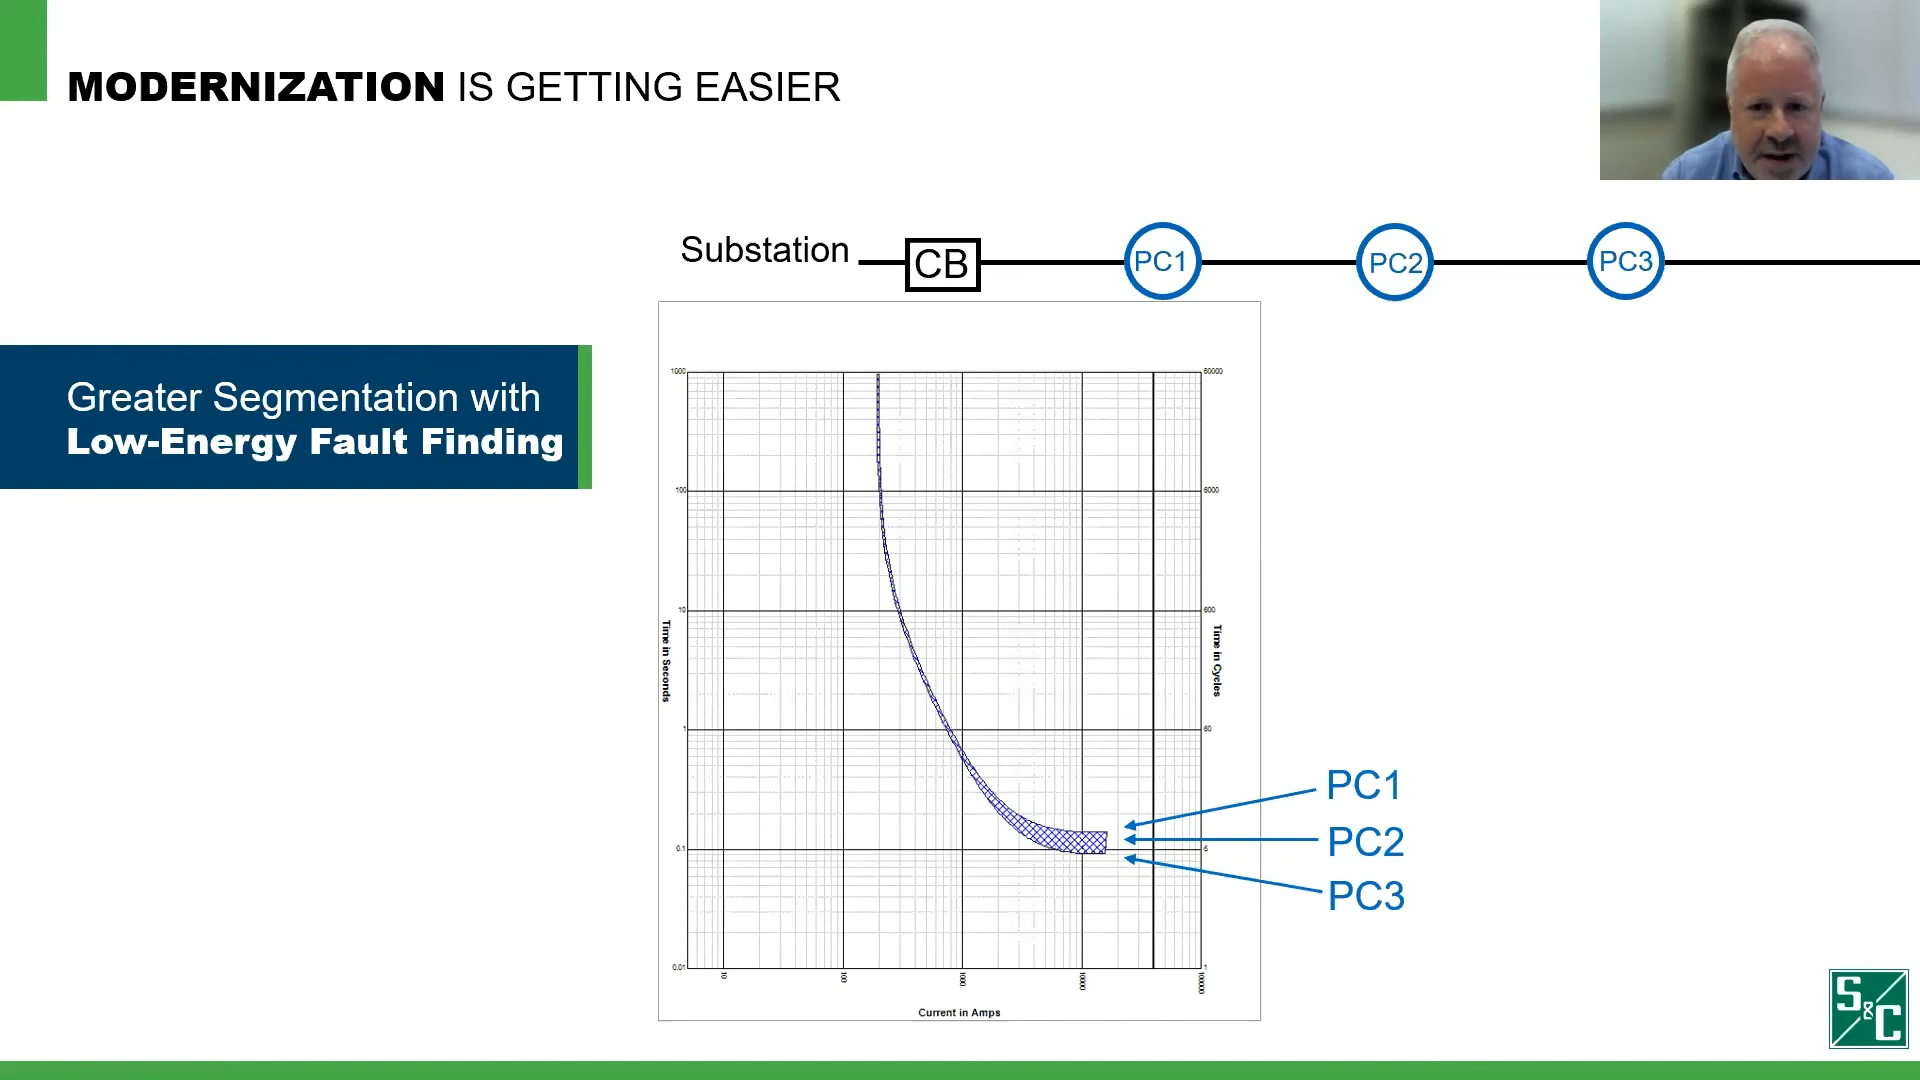 MODERNIZATION IS GETTING EASIER
Substation
CB
PC1
PC2
PC3
Greater Segmentation with
Low-Energy Fault Finding
1000
100
10
1
0.1
0.01
60000
6000
600
60
6
1
Time in Seconds
Time in Cycles
10
100
1000
10000
100000
Current in Amps
PC1
PC2
PC3
S&C